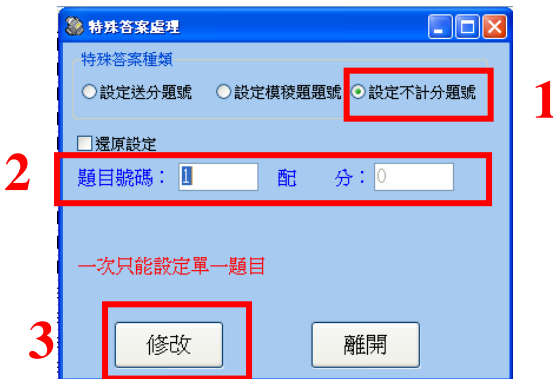 特殊答案處理
特殊答案種類
設定送分題號 設定模稜題題號 設定不計分題號
1
還原設定
2
題目號碼： 1 配 分： 0
一次只能設定單一題目
3
修改 離開